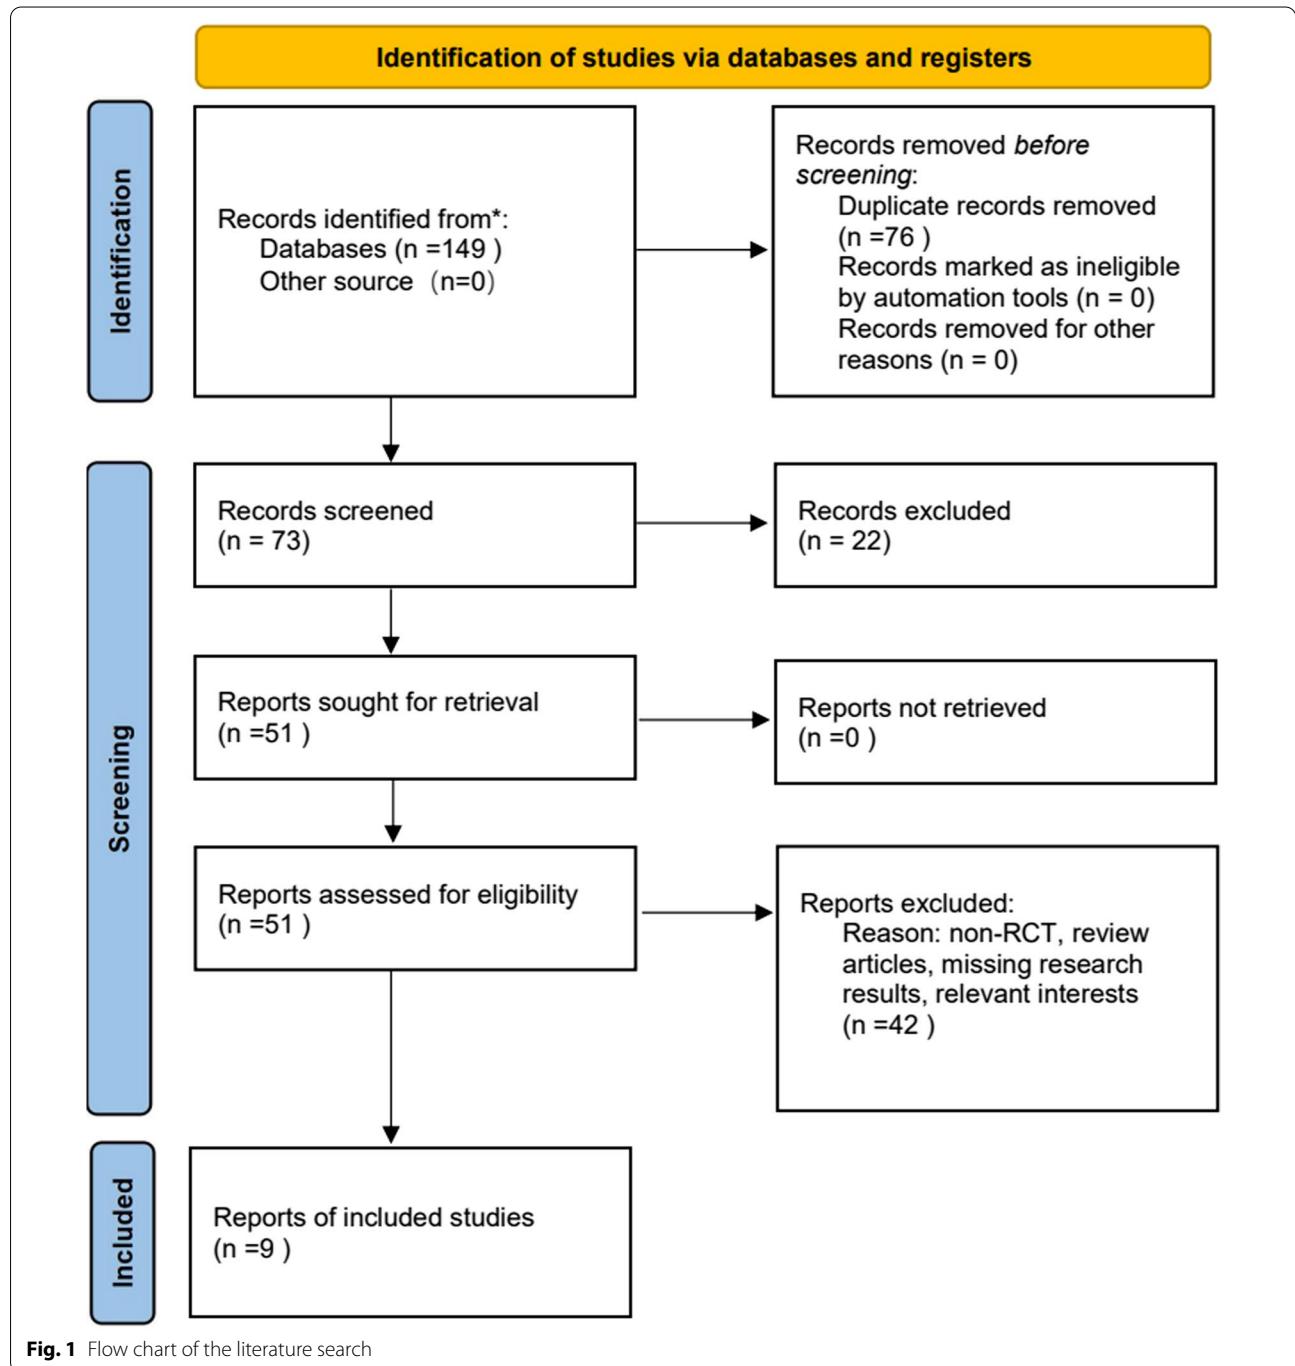 Identification of studies via databases and registers
Identification
Records identified from*:
Databases (n =149 )
Other source (n=0)
Records removed before
screening:
Duplicate records removed
(n =76 )
Records marked as ineligible
by automation tools (n = 0)
Records removed for other
reasons (n = 0)
Screening
Records screened
(n = 73)
Records excluded
(n = 22)
Reports sought for retrieval
(n =51 )
Reports not retrieved
(n =0 )
Reports assessed for eligibility
(n =51 )
Reports excluded:
Reason: non-RCT, review
articles, missing research
results, relevant interests
(n =42 )
Included
Reports of included studies
(n =9 )
Fig. 1 Flow chart of the literature search